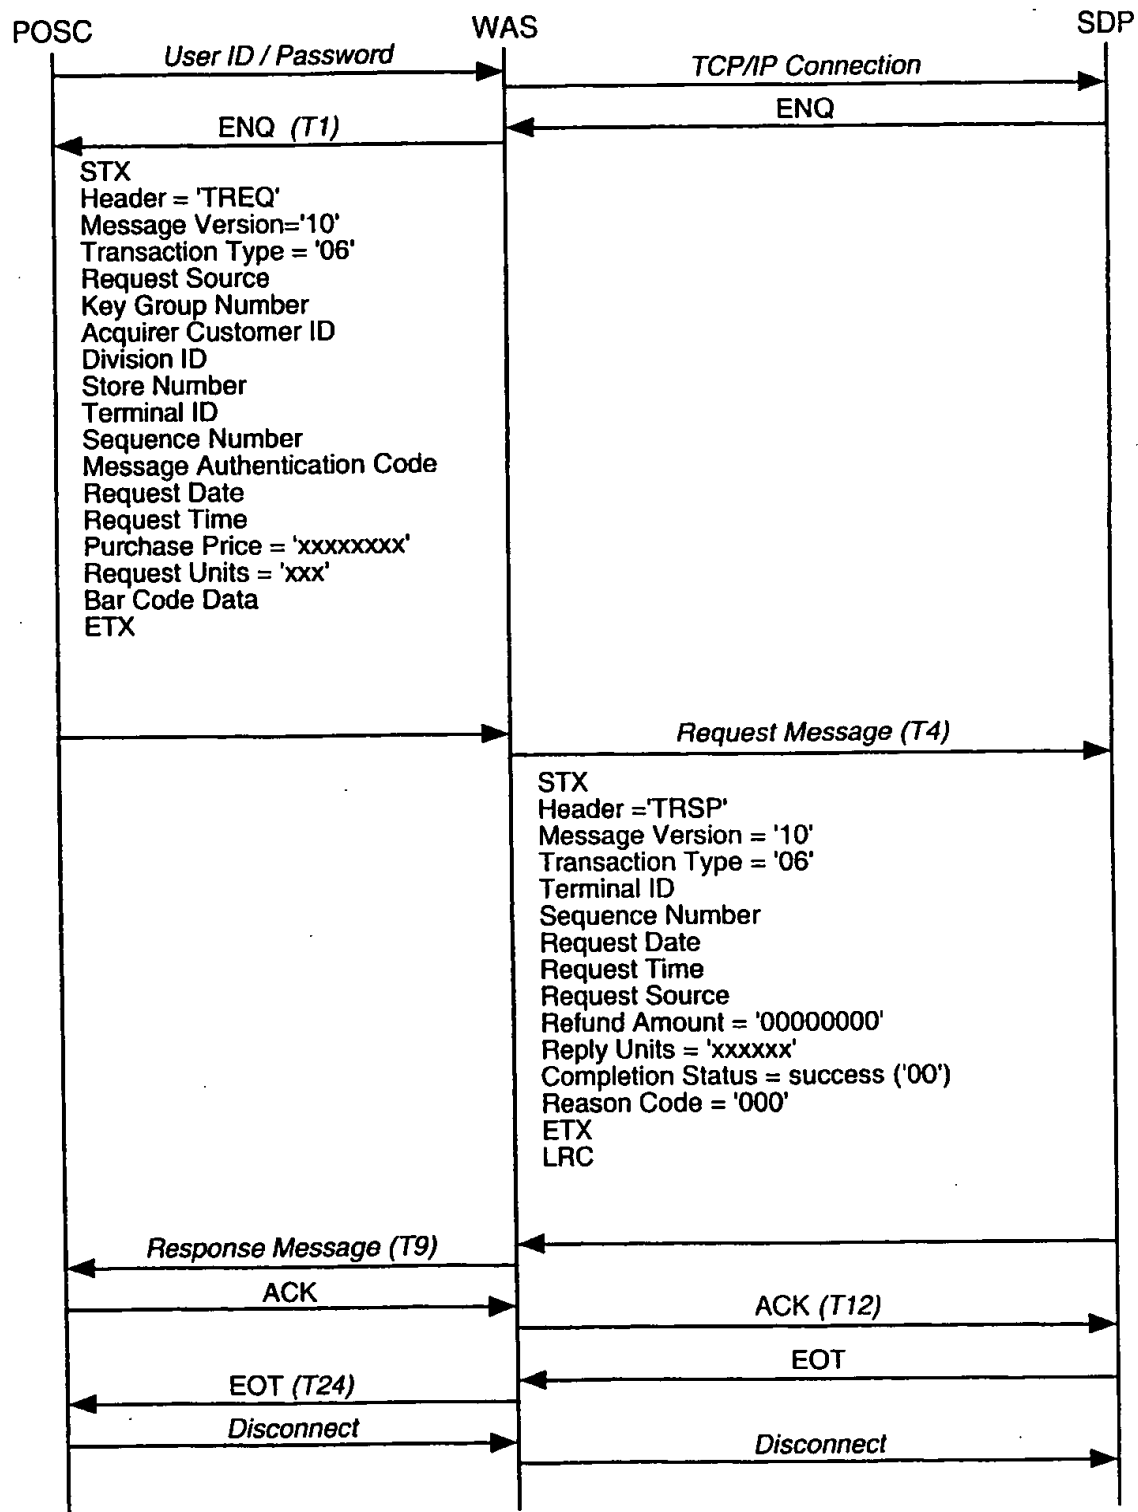 POSC
WAS
SDP
User ID / Password
TCP/IP Connection
ENQ
ENQ (T1)
STX
Header = 'TREQ'
Message Version='10'
Transaction Type = '06'
Request Source
Key Group Number
Acquirer Customer ID
Division ID
Store Number
Terminal ID
Sequence Number
Message Authentication Code
Request Date
Request Time
Purchase Price = 'xxxxxxxx'
Request Units = 'xxx'
Bar Code Data
ETX
Request Message (T4)
STX
Header ='TRSP'
Message Version = '10'
Transaction Type = '06'
Terminal ID
Sequence Number
Request Date
Request Time
Request Source
Refund Amount = '00000000'
Reply Units = 'xxxxxx'
Completion Status = success ('00')
Reason Code = '000'
ETX
LRC
Response Message (T9)
ACK
ACK (T12)
EOT
EOT (T24)
Disconnect
Disconnect